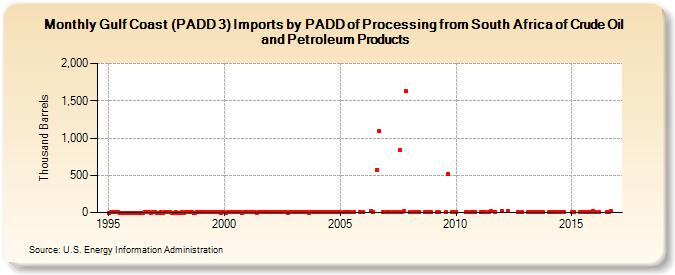 Monthly Gulf Coast (PADD 3) Imports by PADD of Processing from South Africa of Crude Oil
and Petroleum Products
Thousand Barrels
2,000
1,500
1,000
500
0
1995
2000
2005
2010
2015
Source: U.S. Energy Information Administration